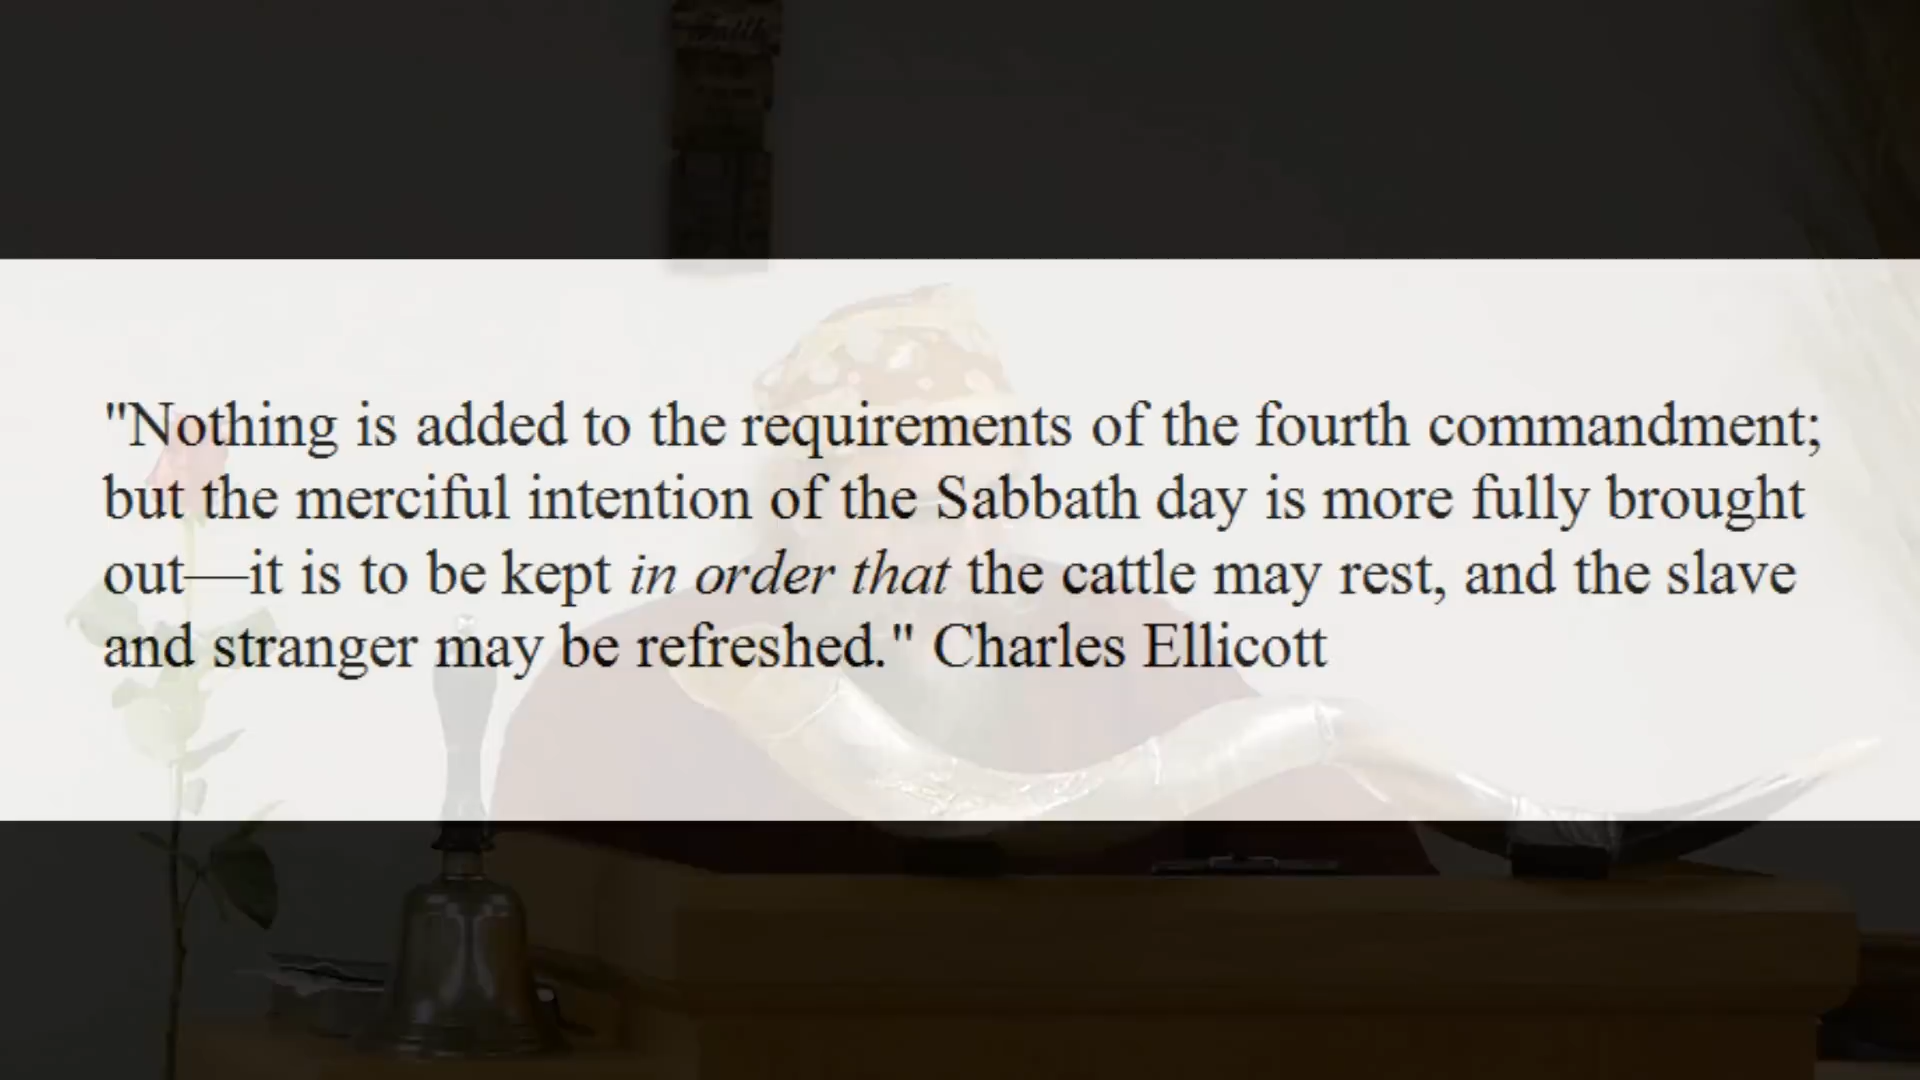 Faith
"Nothing is added to the requirements of the fourth commandment;
but the merciful intention of the Sabbath day is more fully brought
out—it is to be kept in order that the cattle may rest, and the slave
and stranger may be refreshed." Charles Ellicott